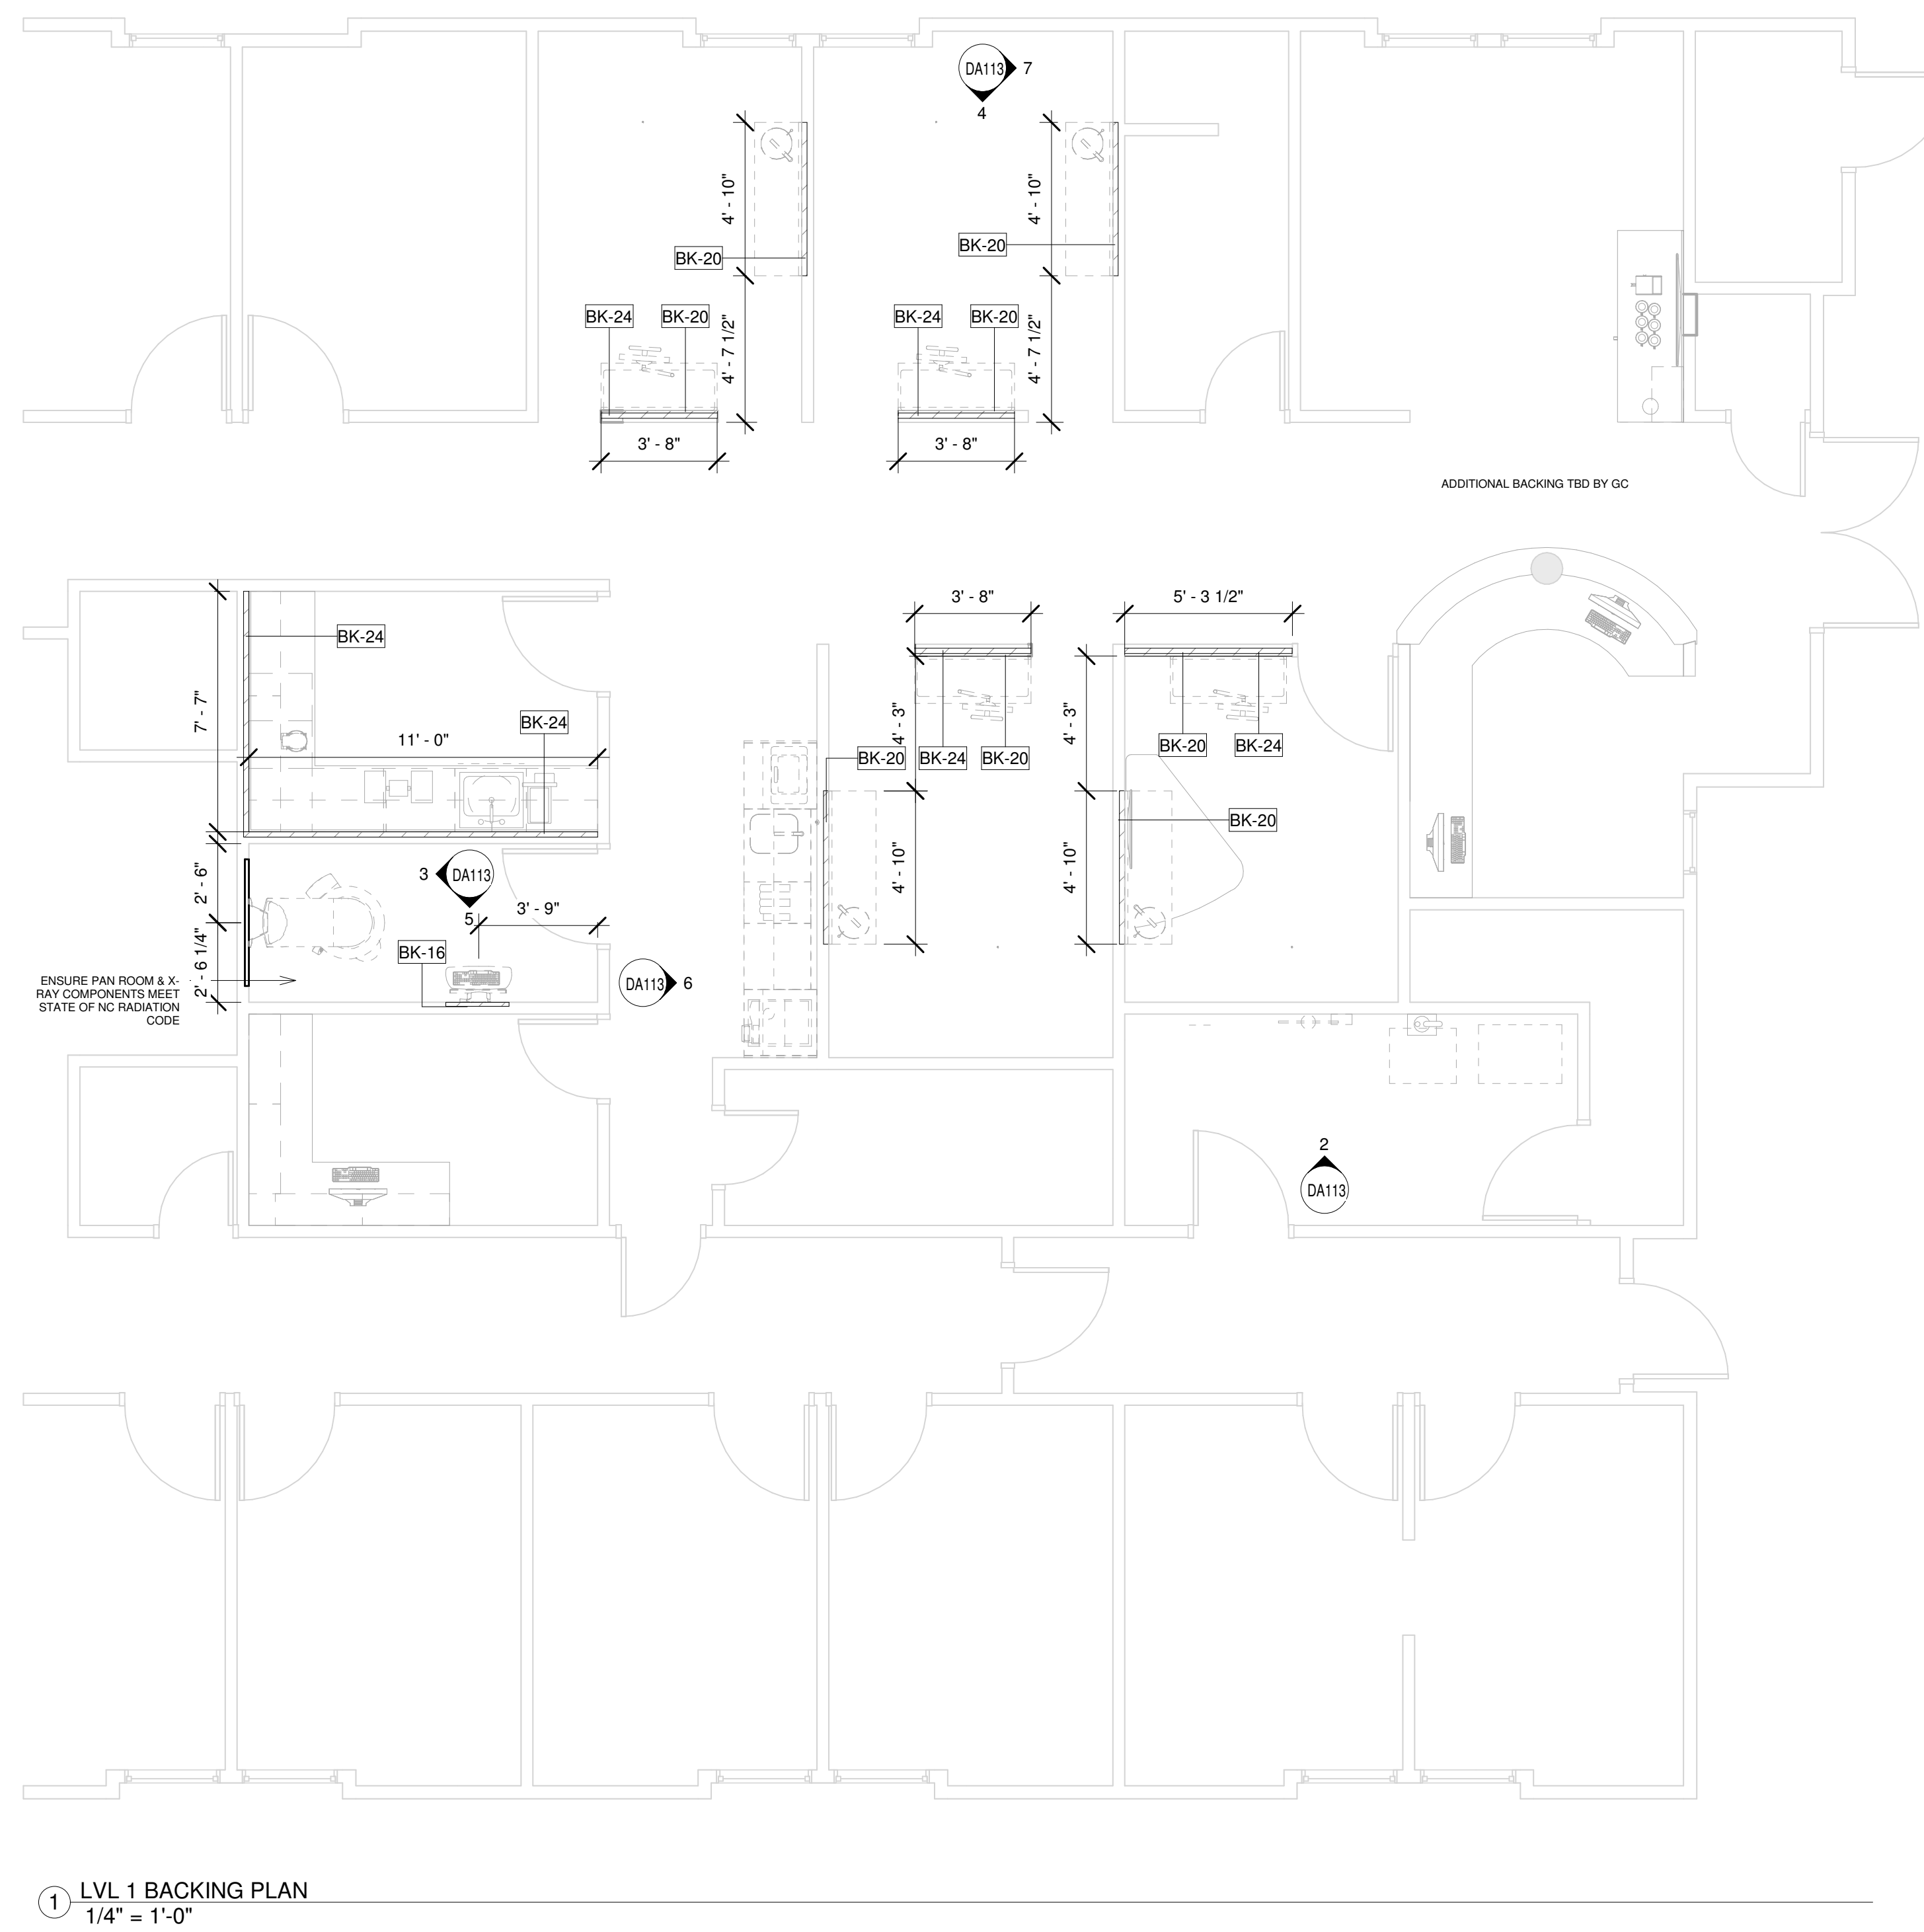 DA113
7
4
4' - 10"
4' - 10"
BK-20
BK-20
BK-24
BK-20
4' - 7 1/2"
BK-24
BK-20
4' - 7 1/2"
3' - 8"
3' - 8"
ADDITIONAL BACKING TBD BY GC
3' - 8"
5' - 3 1/2"
BK-24
7' - 7"
11' - 0"
BK-24
4' - 3"
4' - 3"
BK-20
BK-24
BK-20
BK-20
BK-24
BK-20
4' - 10"
4' - 10"
2' - 6"
3
DA113
5
3' - 9"
BK-16
2' - 6 1/4"
DA113
6
ENSURE PAN ROOM & X-
RAY COMPONENTS MEET
STATE OF NC RADIATION
CODE
2
DA113
1
LVL 1 BACKING PLAN
1/4" = 1'-0"